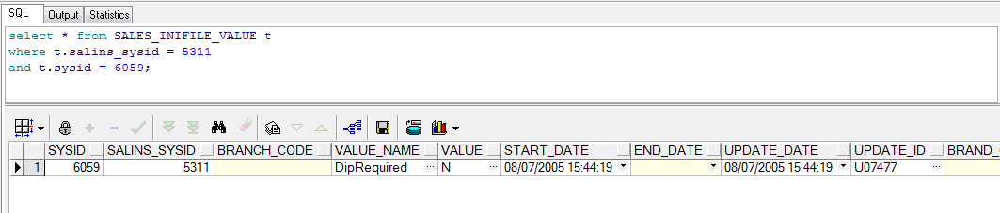 SQL Output Statistics
select * from SALES_INIFILE_VALUE t
where t.salins_sysid = 5311
and t.sysid = 6059;
SYSID SALINS_SYSID BRANCH_CODE VALUE_NAME VALUE START_DATE END_DATE UPDATE_DATE UPDATE_ID BRAND_
1 6059 5311 DipRequired ... N ... 08/07/2005 15:44:19 08/07/2005 15:44:19 U07477 ...